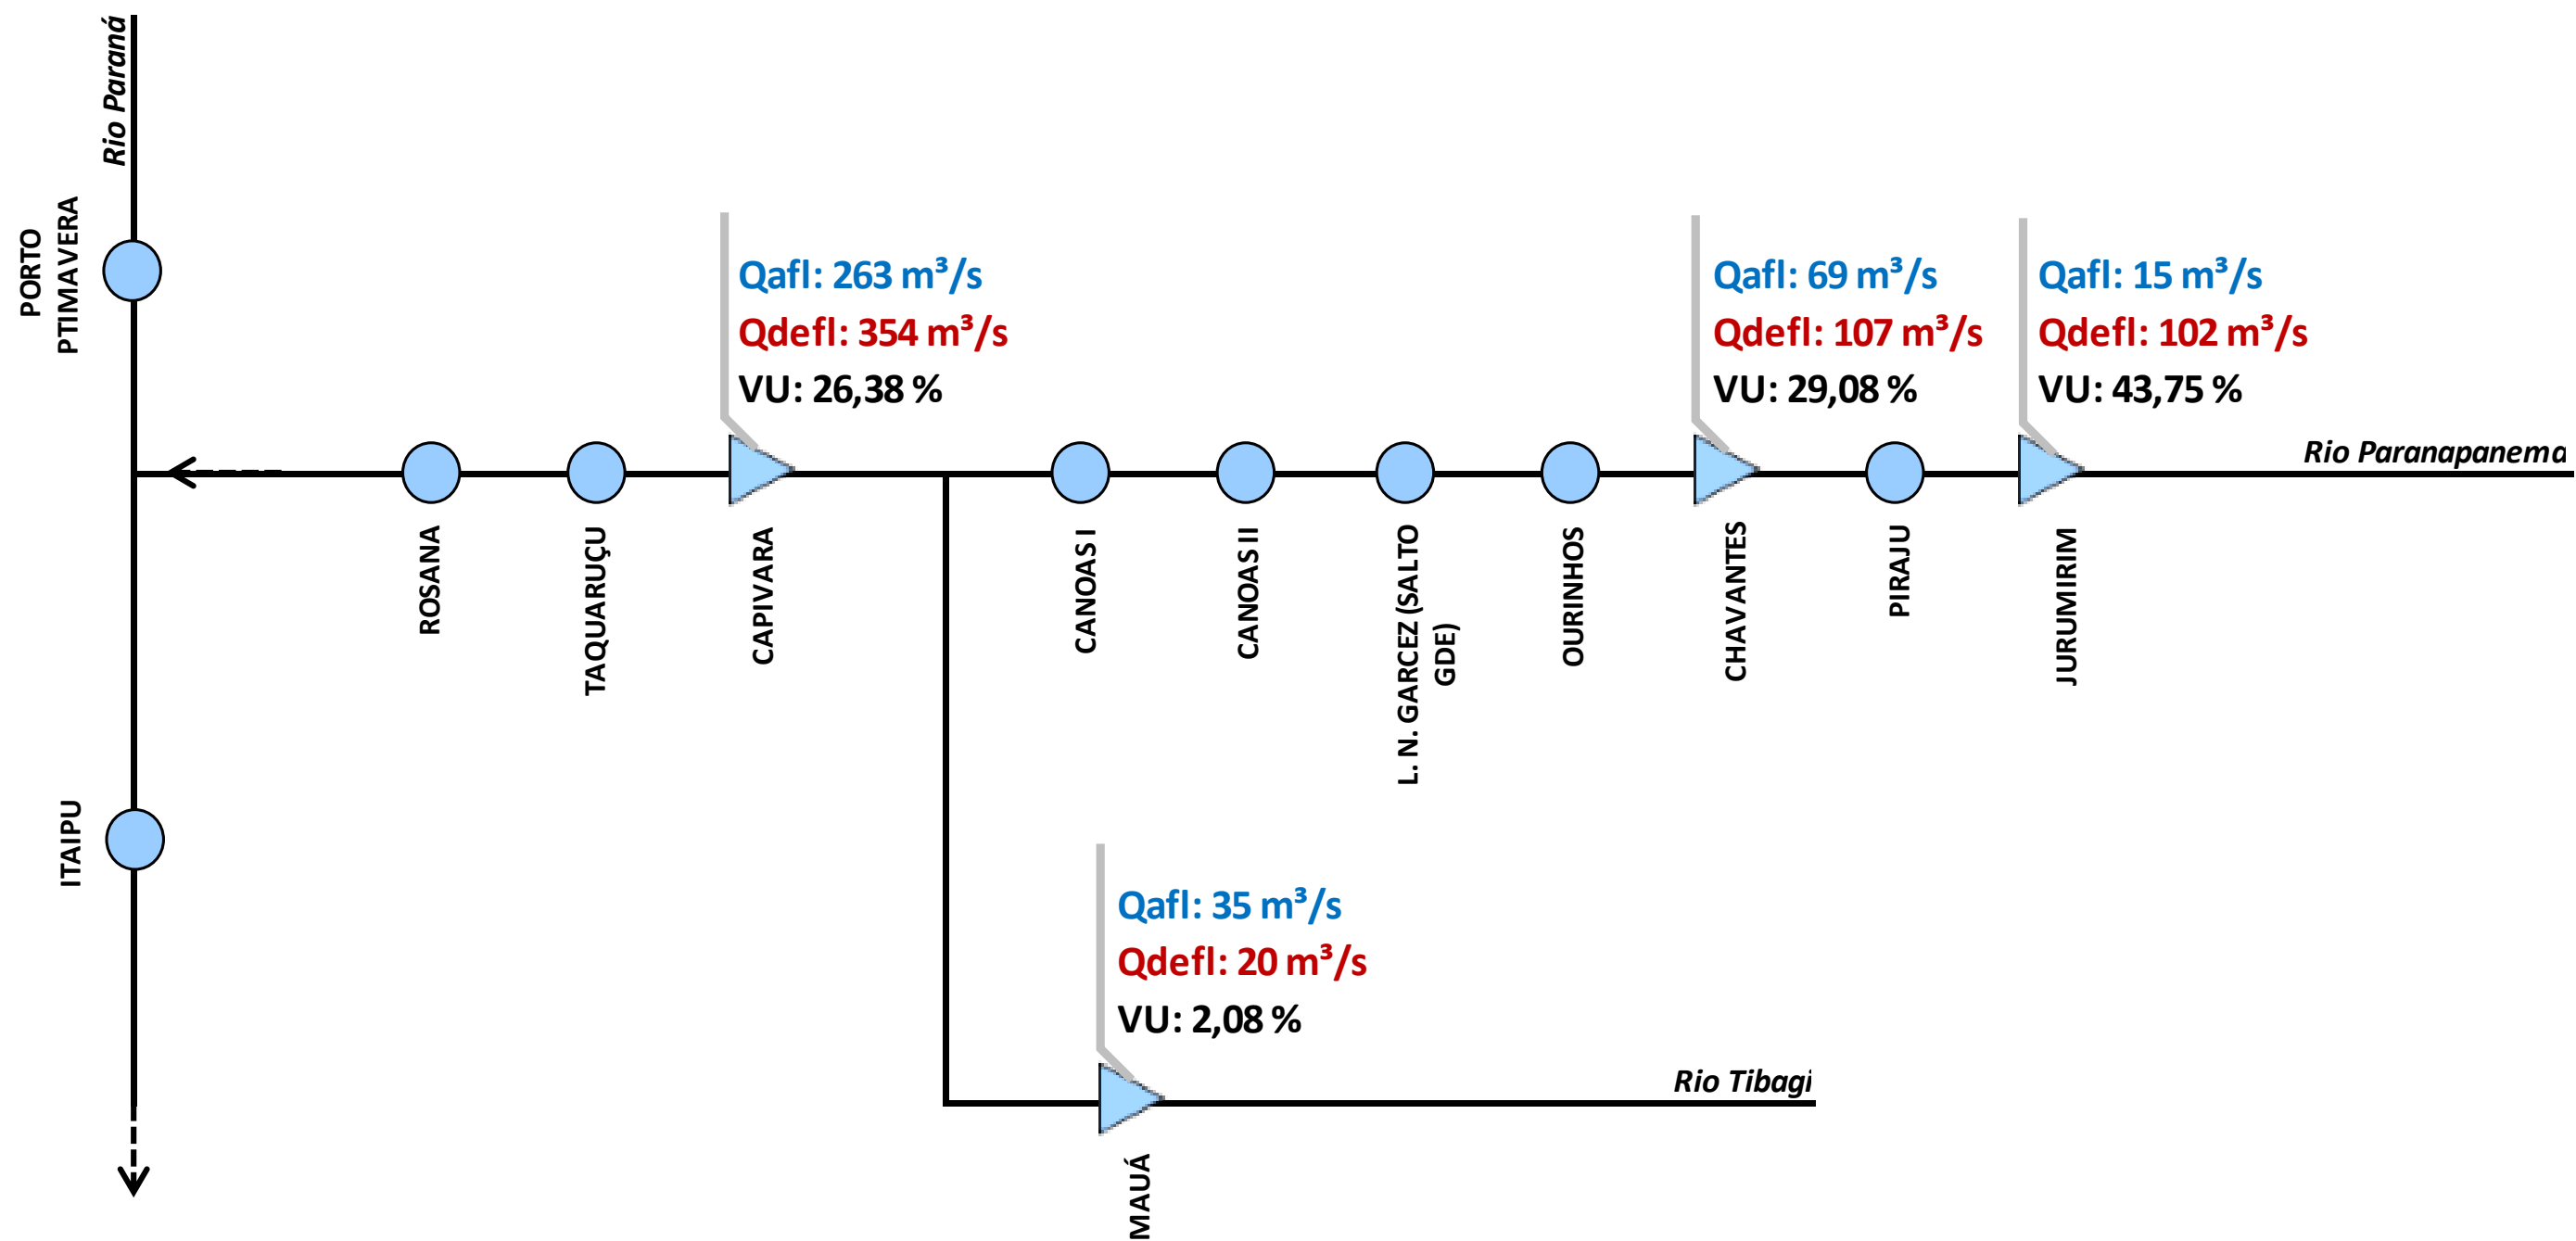 Rio Paraná
PORTO
PTIMAVERA
Qafl: 263 m³/s
Qdefl: 354 m³/s
VU: 26,38 %
Qafl: 69 m³/s
Qdefl: 107 m³/s
VU: 29,08 %
Qafl: 15 m³/s
Qdefl: 102 m³/s
VU: 43,75 %
Rio Paranapanema
ROSANA
TAQUARUÇU
CAPIVARA
CANOAS I
CANOAS II
L. N. GARCEZ (SALTO
GDE)
OURINHOS
CHAVANTES
PIRAJU
JURUMIRIM
ITAIPU
Qafl: 35 m³/s
Qdefl: 20 m³/s
VU: 2,08 %
Rio Tibagi
MAUÁ